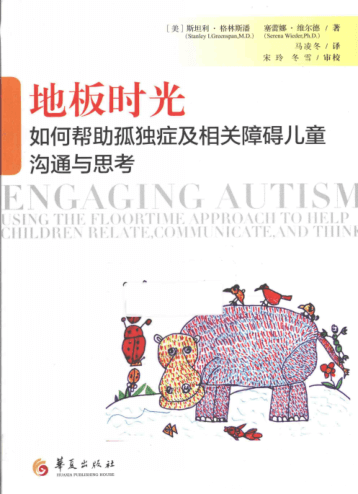 [美] 斯坦利·格林斯潘 塞蕾娜·维尔德 著
(Stanley I.Greenspan,M.D.) (Serena Wieder,Ph.D.)
马凌冬 译
宋玲 冬雪 审校
地板时光
如何帮助孤独症及相关障碍儿童
沟通与思考
ENGAGING AUTISM
USING THE FLOORTIME APPROACH TO HELP
CHILDREN RELATE,COMMUNICATE,AND THINK
华夏出版社
HUAXIA PUBLISHING HOUSE